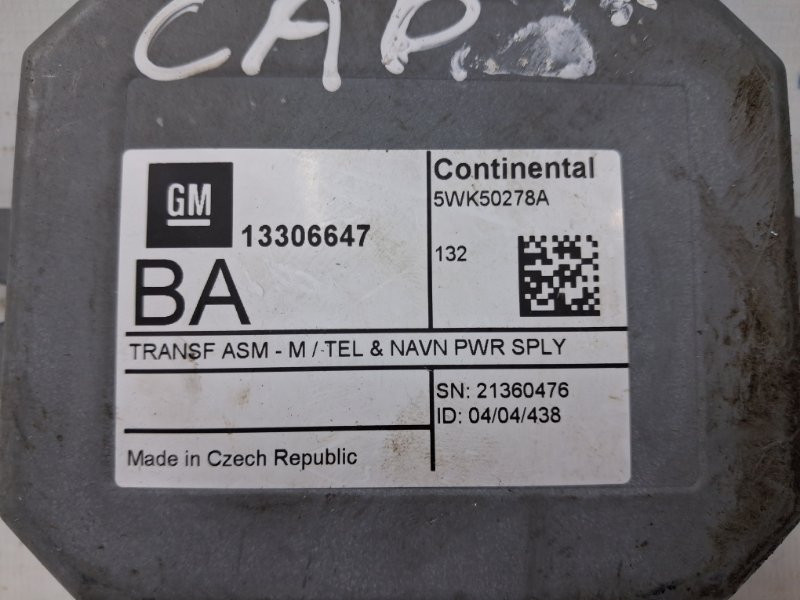 GM
13306647
BA
Continental
5WK50278A
132
TRANSF ASM - M / TEL & NAVN PWR SPLY
SN: 21360476
ID: 04/04/438
Made in Czech Republic